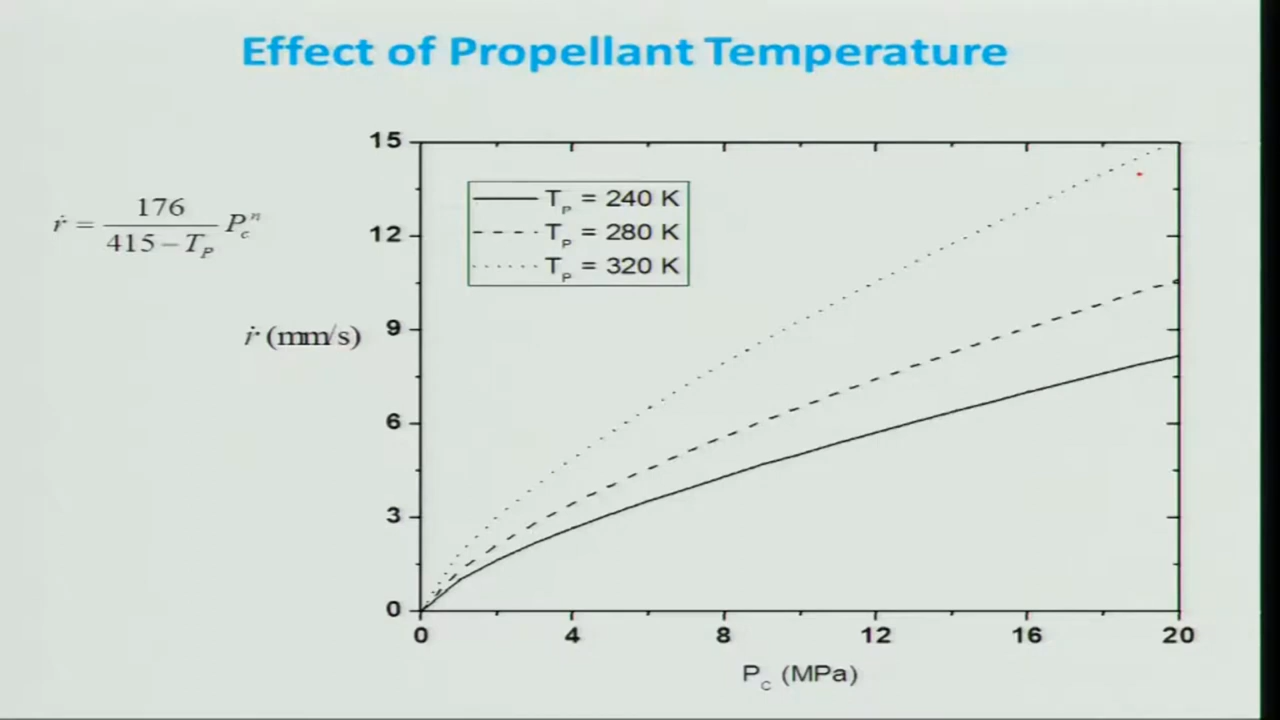 Effect of Propellant Temperature
ṙ = 176 / (415 − T_P) P_c^n
ṙ (mm/s)
15
12
9
6
3
0
T_P = 240 K
T_P = 280 K
T_P = 320 K
0 4 8 12 16 20
P_C (MPa)